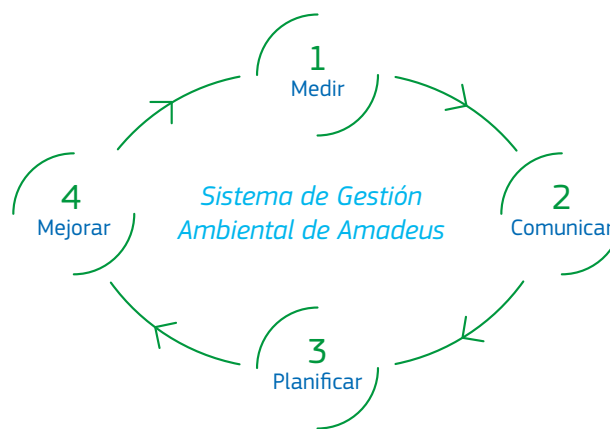 1
Medir
2
Comunicar
3
Planificar
4
Mejorar
Sistema de Gestión
Ambiental de Amadeus